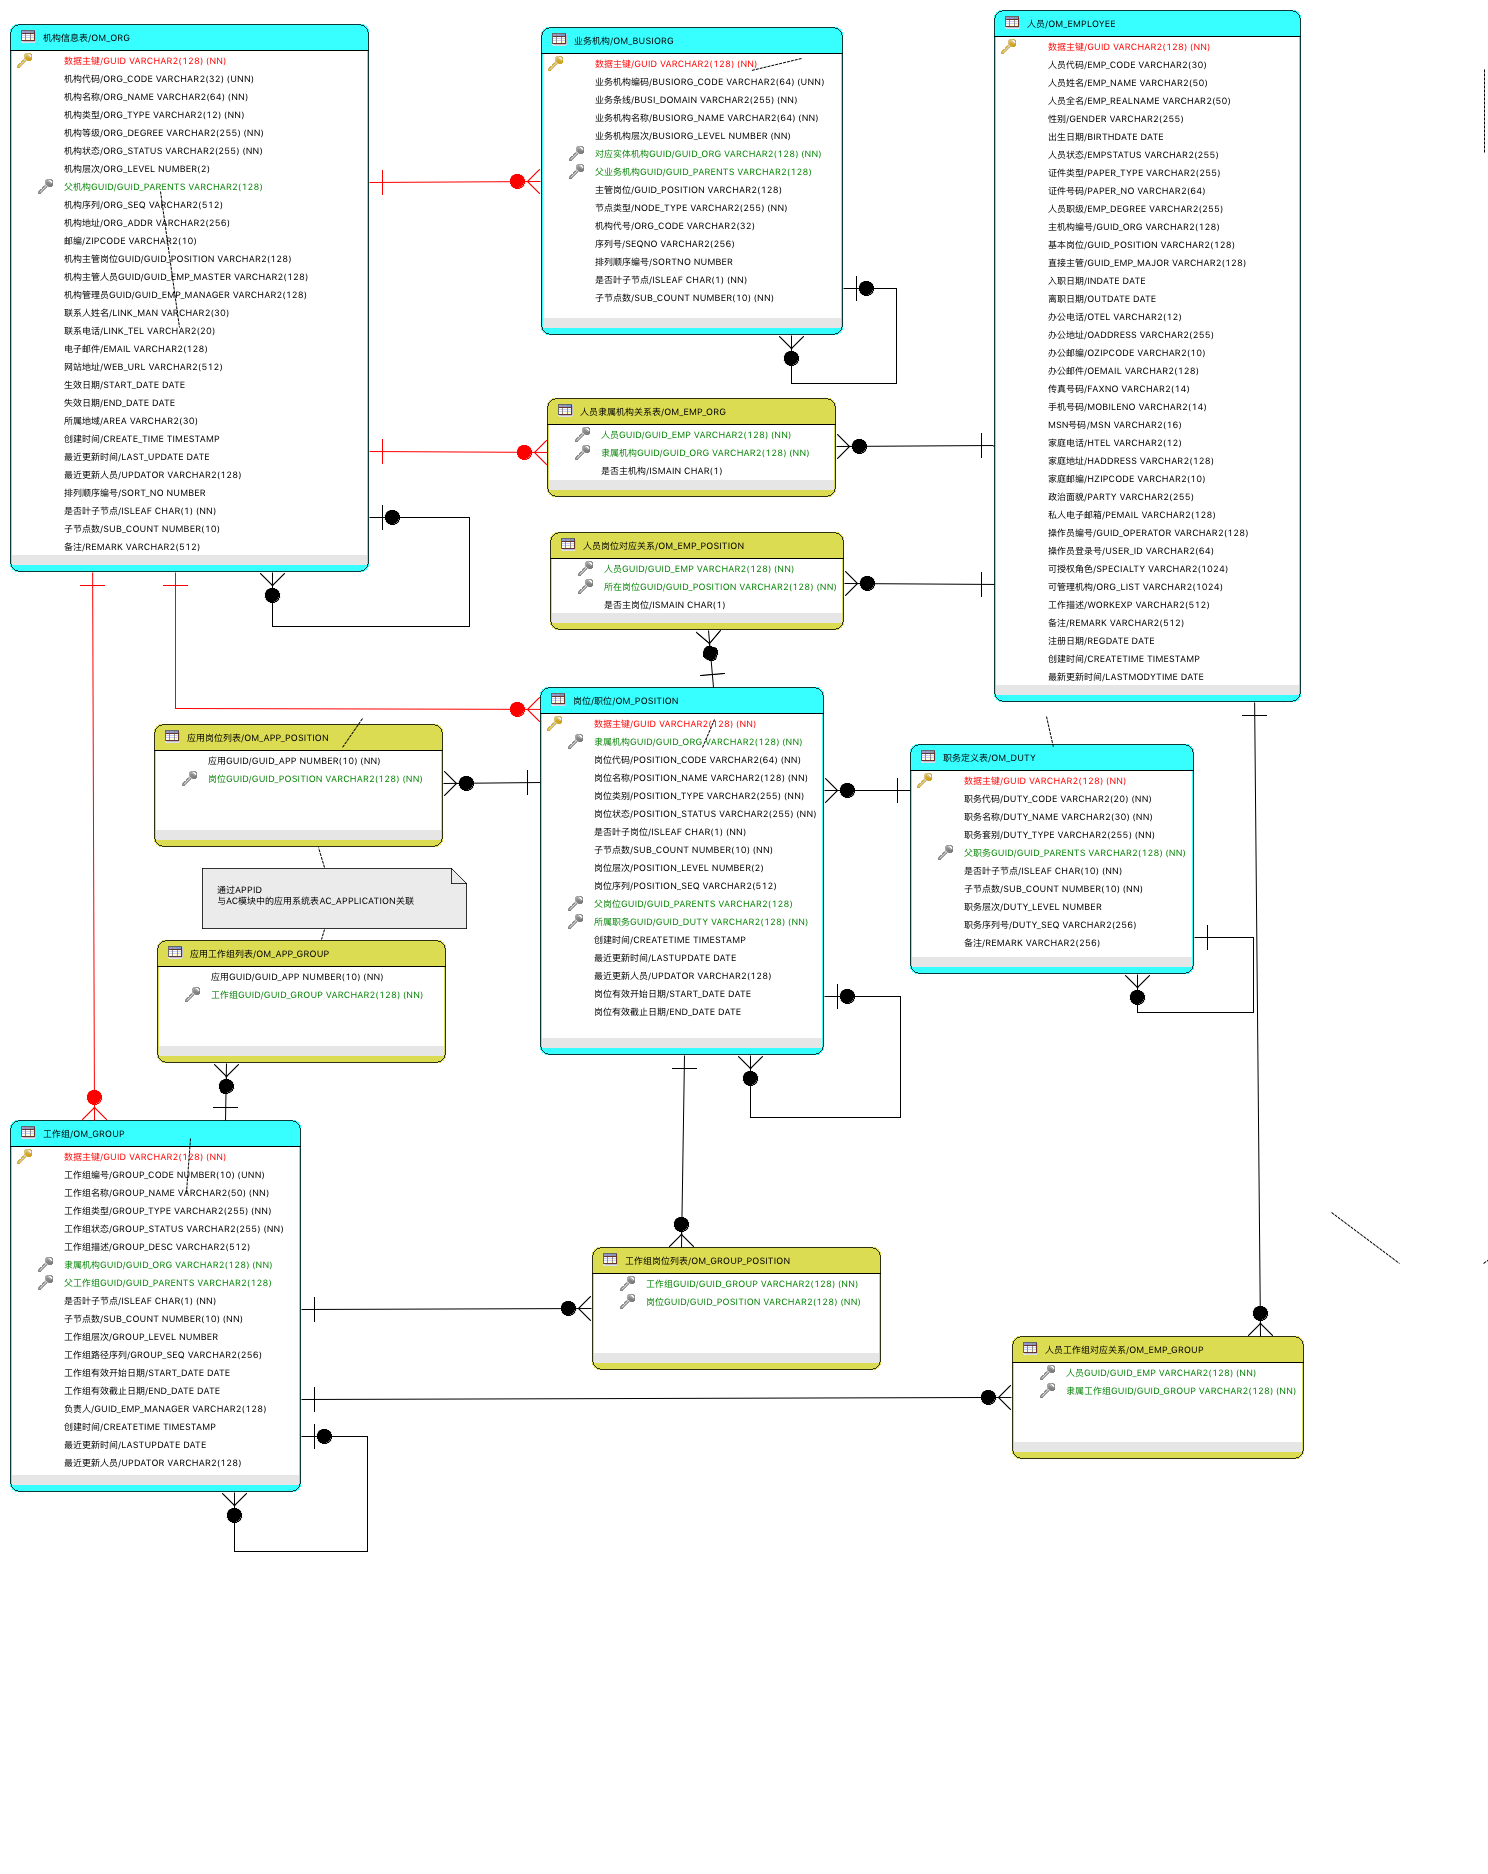 机构信息表/OM_ORG
数据主键/GUID VARCHAR2(128) (NN)
机构代码/ORG_CODE VARCHAR2(32) (UNN)
机构名称/ORG_NAME VARCHAR2(64) (NN)
机构类型/ORG_TYPE VARCHAR2(12) (NN)
机构等级/ORG_DEGREE VARCHAR2(255) (NN)
机构状态/ORG_STATUS VARCHAR2(255) (NN)
机构层次/ORG_LEVEL NUMBER(2)
父机构GUID/GUID_PARENTS VARCHAR2(128)
机构序列/ORG_SEQ VARCHAR2(512)
机构地址/ORG_ADDR VARCHAR2(256)
邮编/ZIPCODE VARCHAR2(10)
机构主管岗位GUID/GUID_POSITION VARCHAR2(128)
机构主管人员GUID/GUID_EMP_MASTER VARCHAR2(128)
机构管理员GUID/GUID_EMP_MANAGER VARCHAR2(128)
联系人姓名/LINK_MAN VARCHAR2(30)
联系电话/LINK_TEL VARCHAR2(20)
电子邮件/EMAIL VARCHAR2(128)
网站地址/WEB_URL VARCHAR2(512)
生效日期/START_DATE DATE
失效日期/END_DATE DATE
所属地域/AREA VARCHAR2(30)
创建时间/CREATE_TIME TIMESTAMP
最近更新时间/LAST_UPDATE DATE
最近更新人员/UPDATOR VARCHAR2(128)
排列顺序编号/SORT_NO NUMBER
是否叶子节点/ISLEAF CHAR(1) (NN)
子节点数/SUB_COUNT NUMBER(10)
备注/REMARK VARCHAR2(512)
业务机构/OM_BUSIORG
数据主键/GUID VARCHAR2(128) (NN)
业务机构编码/BUSIORG_CODE VARCHAR2(64) (UNN)
业务条线/BUSI_DOMAIN VARCHAR2(255) (NN)
业务机构名称/BUSIORG_NAME VARCHAR2(64) (NN)
业务机构层次/BUSIORG_LEVEL NUMBER (NN)
对应实体机构GUID/GUID_ORG VARCHAR2(128) (NN)
父业务机构GUID/GUID_PARENTS VARCHAR2(128)
主管岗位/GUID_POSITION VARCHAR2(128)
节点类型/NODE_TYPE VARCHAR2(255) (NN)
机构代号/ORG_CODE VARCHAR2(32)
序列号/SEQNO VARCHAR2(256)
排列顺序编号/SORTNO NUMBER
是否叶子节点/ISLEAF CHAR(1) (NN)
子节点数/SUB_COUNT NUMBER(10) (NN)
人员/OM_EMPLOYEE
数据主键/GUID VARCHAR2(128) (NN)
人员代码/EMP_CODE VARCHAR2(30)
人员姓名/EMP_NAME VARCHAR2(50)
人员全名/EMP_REALNAME VARCHAR2(50)
性别/GENDER VARCHAR2(255)
出生日期/BIRTHDATE DATE
人员状态/EMPSTATUS VARCHAR2(255)
证件类型/PAPER_TYPE VARCHAR2(255)
证件号码/PAPER_NO VARCHAR2(64)
人员职级/EMP_DEGREE VARCHAR2(255)
主机构编号/GUID_ORG VARCHAR2(128)
基本岗位/GUID_POSITION VARCHAR2(128)
直接主管/GUID_EMP_MAJOR VARCHAR2(128)
入职日期/INDATE DATE
离职日期/OUTDATE DATE
办公电话/OTEL VARCHAR2(12)
办公地址/OADDRESS VARCHAR2(255)
办公邮编/OZIPCODE VARCHAR2(10)
办公邮件/OEMAIL VARCHAR2(128)
传真号码/FAXNO VARCHAR2(14)
手机号码/MOBILENO VARCHAR2(14)
MSN号码/MSN VARCHAR2(16)
家庭电话/HTEL VARCHAR2(12)
家庭地址/HADDRESS VARCHAR2(128)
家庭邮编/HZIPCODE VARCHAR2(10)
政治面貌/PARTY VARCHAR2(255)
私人电子邮箱/PEMAIL VARCHAR2(128)
操作员编号/GUID_OPERATOR VARCHAR2(128)
操作员登录号/USER_ID VARCHAR2(64)
可授权角色/SPECIALTY VARCHAR2(1024)
可管理机构/ORG_LIST VARCHAR2(1024)
工作描述/WORKEXP VARCHAR2(512)
备注/REMARK VARCHAR2(512)
注册日期/REGDATE DATE
创建时间/CREATETIME TIMESTAMP
最新更新时间/LASTMODYTIME DATE
人员隶属机构关系表/OM_EMP_ORG
人员GUID/GUID_EMP VARCHAR2(128) (NN)
隶属机构GUID/GUID_ORG VARCHAR2(128) (NN)
是否主机构/ISMAIN CHAR(1)
人员岗位对应关系/OM_EMP_POSITION
人员GUID/GUID_EMP VARCHAR2(128) (NN)
所在岗位GUID/GUID_POSITION VARCHAR2(128) (NN)
是否主岗位/ISMAIN CHAR(1)
应用岗位列表/OM_APP_POSITION
应用GUID/GUID_APP NUMBER(10) (NN)
岗位GUID/GUID_POSITION VARCHAR2(128) (NN)
通过APPID
与AC模块中的应用系统表AC_APPLICATION关联
应用工作组列表/OM_APP_GROUP
应用GUID/GUID_APP NUMBER(10) (NN)
工作组GUID/GUID_GROUP VARCHAR2(128) (NN)
岗位/职位/OM_POSITION
数据主键/GUID VARCHAR2(128) (NN)
隶属机构GUID/GUID_ORG VARCHAR2(128) (NN)
岗位代码/POSITION_CODE VARCHAR2(64) (NN)
岗位名称/POSITION_NAME VARCHAR2(128) (NN)
岗位类别/POSITION_TYPE VARCHAR2(255) (NN)
岗位状态/POSITION_STATUS VARCHAR2(255) (NN)
是否叶子岗位/ISLEAF CHAR(1) (NN)
子节点数/SUB_COUNT NUMBER(10) (NN)
岗位层次/POSITION_LEVEL NUMBER(2)
岗位序列/POSITION_SEQ VARCHAR2(512)
父岗位GUID/GUID_PARENTS VARCHAR2(128)
所属职务GUID/GUID_DUTY VARCHAR2(128) (NN)
创建时间/CREATETIME TIMESTAMP
最近更新时间/LASTUPDATE DATE
最近更新人员/UPDATOR VARCHAR2(128)
岗位有效开始日期/START_DATE DATE
岗位有效截止日期/END_DATE DATE
职务定义表/OM_DUTY
数据主键/GUID VARCHAR2(128) (NN)
职务代码/DUTY_CODE VARCHAR2(20) (NN)
职务名称/DUTY_NAME VARCHAR2(30) (NN)
职务套别/DUTY_TYPE VARCHAR2(255) (NN)
父职务GUID/GUID_PARENTS VARCHAR2(128) (NN)
是否叶子节点/ISLEAF CHAR(10) (NN)
子节点数/SUB_COUNT NUMBER(10) (NN)
职务层次/DUTY_LEVEL NUMBER
职务序列号/DUTY_SEQ VARCHAR2(256)
备注/REMARK VARCHAR2(256)
工作组/OM_GROUP
数据主键/GUID VARCHAR2(128) (NN)
工作组编号/GROUP_CODE NUMBER(10) (UNN)
工作组名称/GROUP_NAME VARCHAR2(50) (NN)
工作组类型/GROUP_TYPE VARCHAR2(255) (NN)
工作组状态/GROUP_STATUS VARCHAR2(255) (NN)
工作组描述/GROUP_DESC VARCHAR2(512)
隶属机构GUID/GUID_ORG VARCHAR2(128) (NN)
父工作组GUID/GUID_PARENTS VARCHAR2(128)
是否叶子节点/ISLEAF CHAR(1) (NN)
子节点数/SUB_COUNT NUMBER(10) (NN)
工作组层次/GROUP_LEVEL NUMBER
工作组路径序列/GROUP_SEQ VARCHAR2(256)
工作组有效开始日期/START_DATE DATE
工作组有效截止日期/END_DATE DATE
负责人/GUID_EMP_MANAGER VARCHAR2(128)
创建时间/CREATETIME TIMESTAMP
最近更新时间/LASTUPDATE DATE
最近更新人员/UPDATOR VARCHAR2(128)
工作组岗位列表/OM_GROUP_POSITION
工作组GUID/GUID_GROUP VARCHAR2(128) (NN)
岗位GUID/GUID_POSITION VARCHAR2(128) (NN)
人员工作组对应关系/OM_EMP_GROUP
人员GUID/GUID_EMP VARCHAR2(128) (NN)
隶属工作组GUID/GUID_GROUP VARCHAR2(128) (NN)